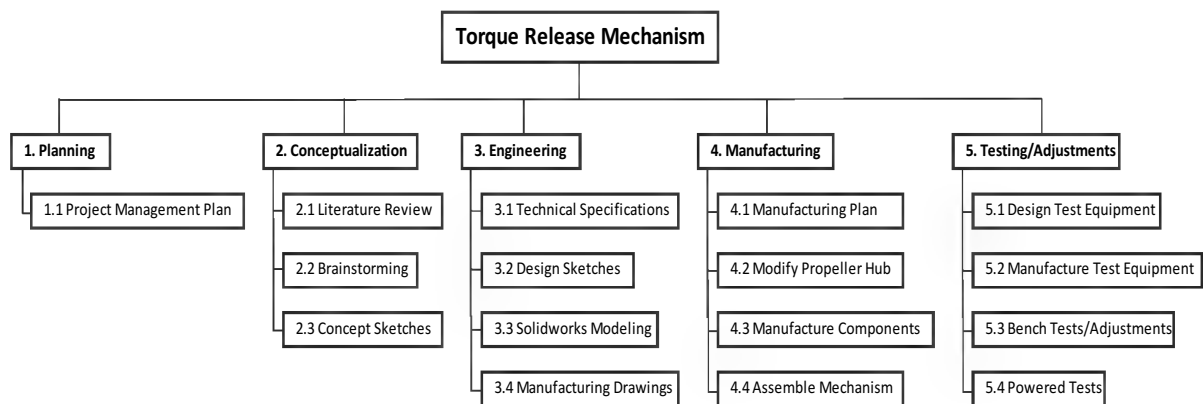 Torque Release Mechanism
1. Planning
1.1 Project Management Plan
2. Conceptualization
2.1 Literature Review
2.2 Brainstorming
2.3 Concept Sketches
3. Engineering
3.1 Technical Specifications
3.2 Design Sketches
3.3 Solidworks Modeling
3.4 Manufacturing Drawings
4. Manufacturing
4.1 Manufacturing Plan
4.2 Modify Propeller Hub
4.3 Manufacture Components
4.4 Assemble Mechanism
5. Testing/Adjustments
5.1 Design Test Equipment
5.2 Manufacture Test Equipment
5.3 Bench Tests/Adjustments
5.4 Powered Tests